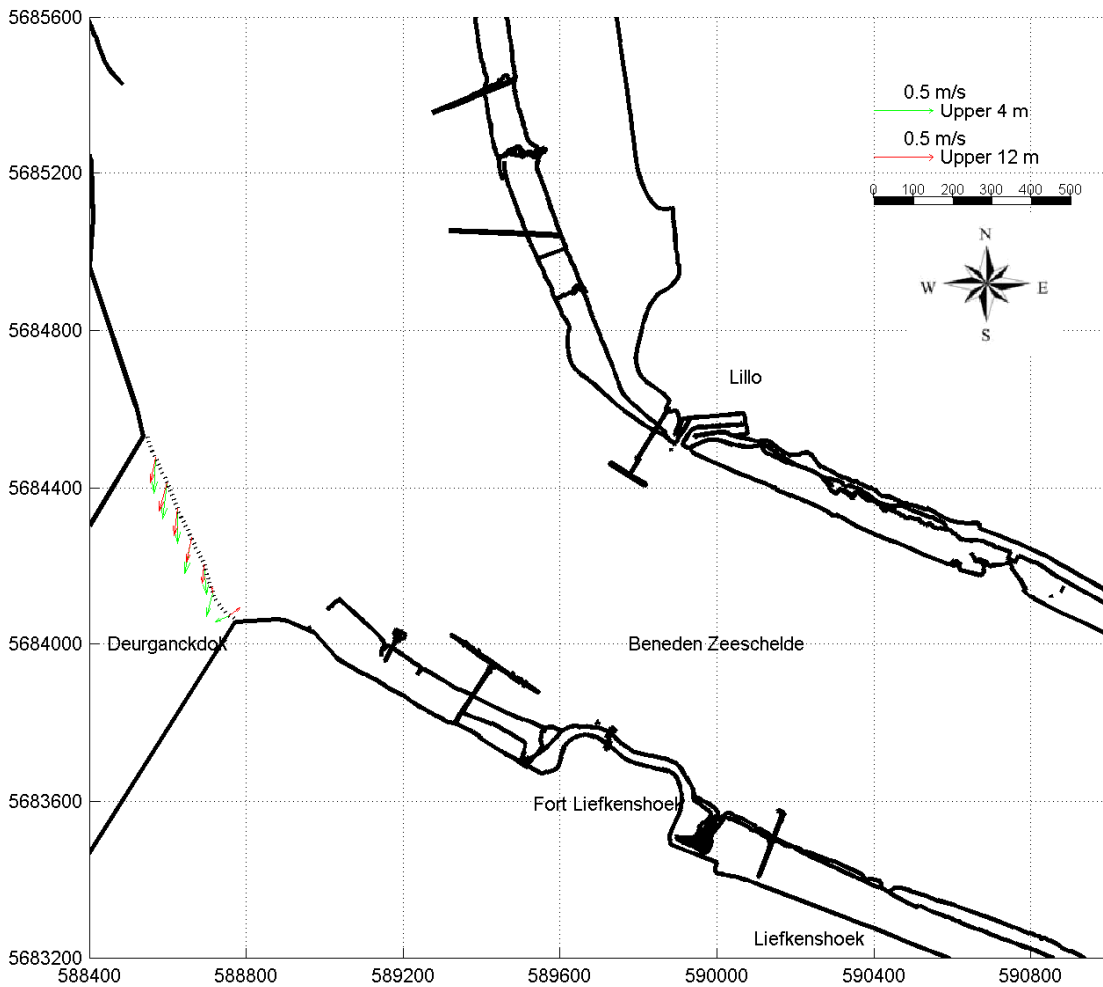 5685600
5685200
5684800
5684400
5684000
5683600
5683200
588400 588800 589200 589600 590000 590400 590800
0.5 m/s
Upper 4 m
0.5 m/s
Upper 12 m
0 100 200 300 400 500
N
W E
S
Lillo
Deurganckdok
Beneden Zeeschelde
Fort Liefkenshoek
Liefkenshoek